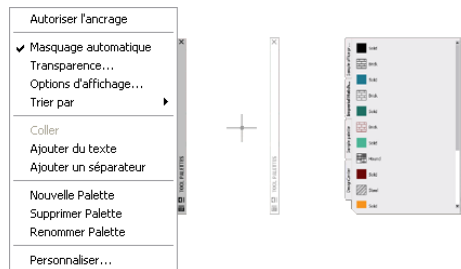 Autoriser l'ancrage
Masquage automatique
Transparence...
Options d'affichage...
Trier par
Coller
Ajouter du texte
Ajouter un séparateur
Nouvelle Palette
Supprimer Palette
Renommer Palette
Personnaliser...
TOOL PALETTES
TOOL PALETTES
Solid
Brick
Solid
Brick
Solid
Brick
Solid
Solid
Steel
Solid